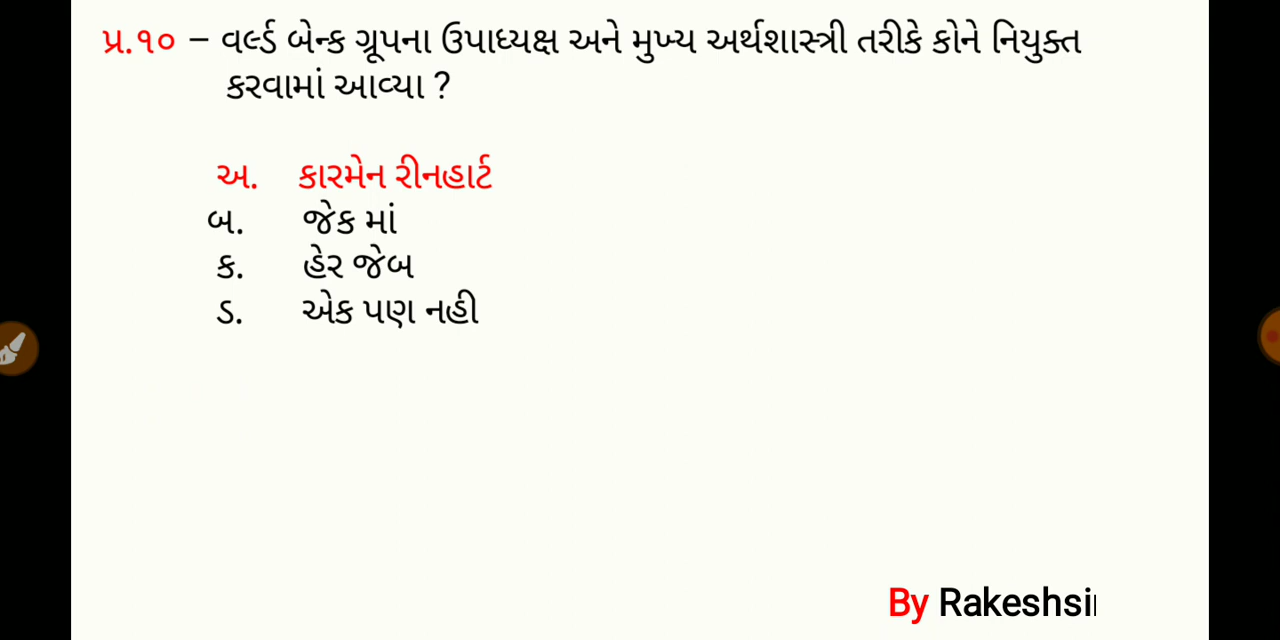 પ્ર.૧૦ – વર્લ્ડ બેન્ક ગ્રૂપના ઉપાધ્યક્ષ અને મુખ્ય અર્થશાસ્ત્રી તરીકે કોને નિયુક્ત
કરવામાં આવ્યા ?
અ. કારમેન રીનહાર્ટ
બ. જેક માં
ક. હેર જેબ
ડ. એક પણ નહી
By Rakeshsi